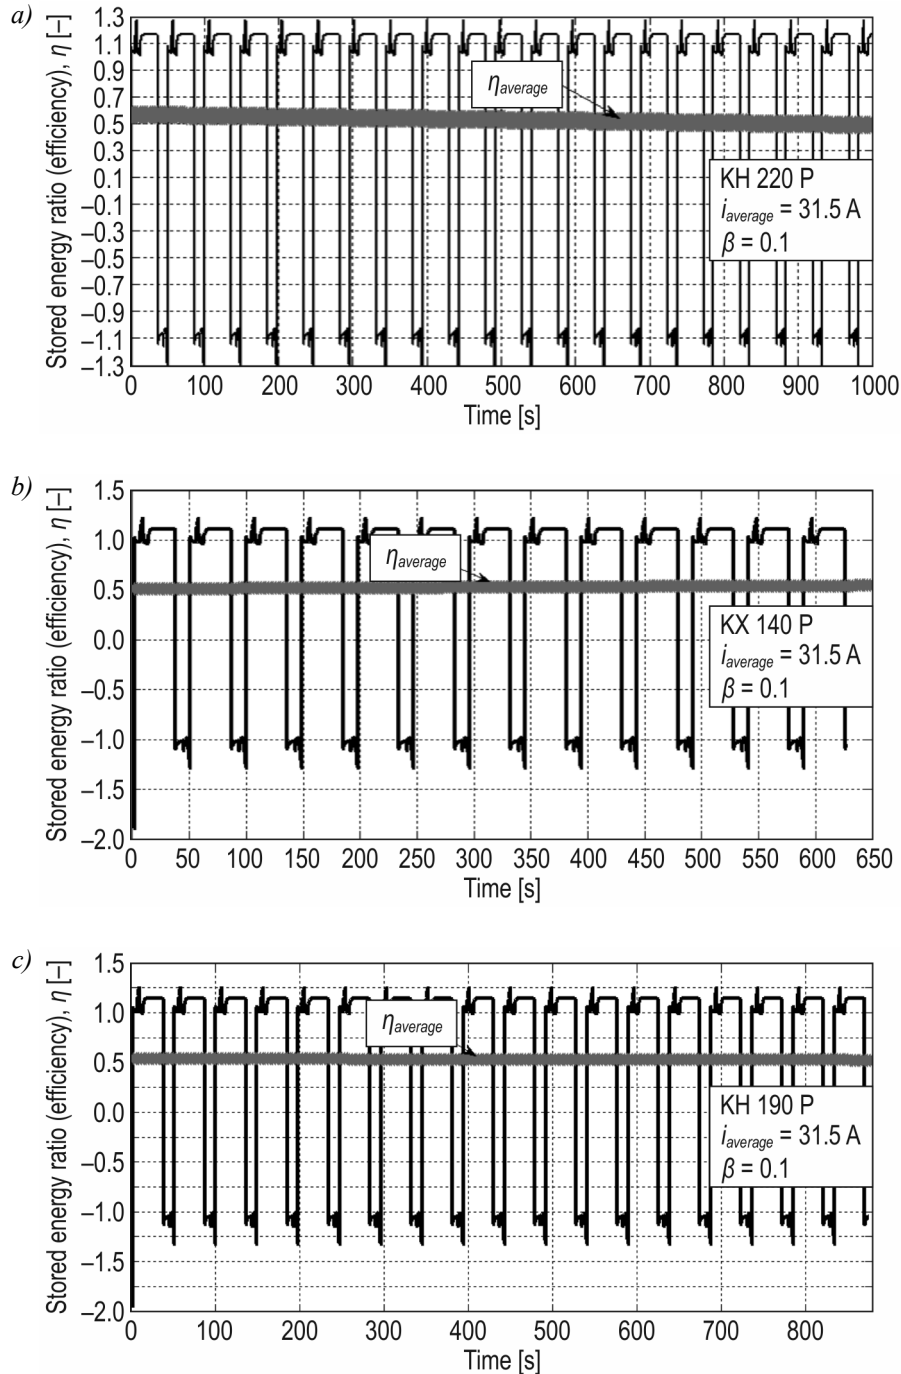 a)
Stored energy ratio (efficiency), η [–]
1.3
1.1
0.9
0.7
0.5
0.3
0.1
–0.1
–0.3
–0.5
–0.7
–0.9
–1.1
–1.3
ηaverage
KH 220 P
iaverage = 31.5 A
β = 0.1
0 100 200 300 400 500 600 700 800 900 1000
Time [s]
b)
Stored energy ratio (efficiency), η [–]
1.5
1.0
0.5
0.0
–0.5
–1.0
–1.5
–2.0
ηaverage
KX 140 P
iaverage = 31.5 A
β = 0.1
0 50 100 150 200 250 300 350 400 450 500 550 600 650
Time [s]
c)
Stored energy ratio (efficiency), η [–]
1.5
1.0
0.5
0.0
–0.5
–1.0
–1.5
–2.0
ηaverage
KH 190 P
iaverage = 31.5 A
β = 0.1
0 100 200 300 400 500 600 700 800
Time [s]